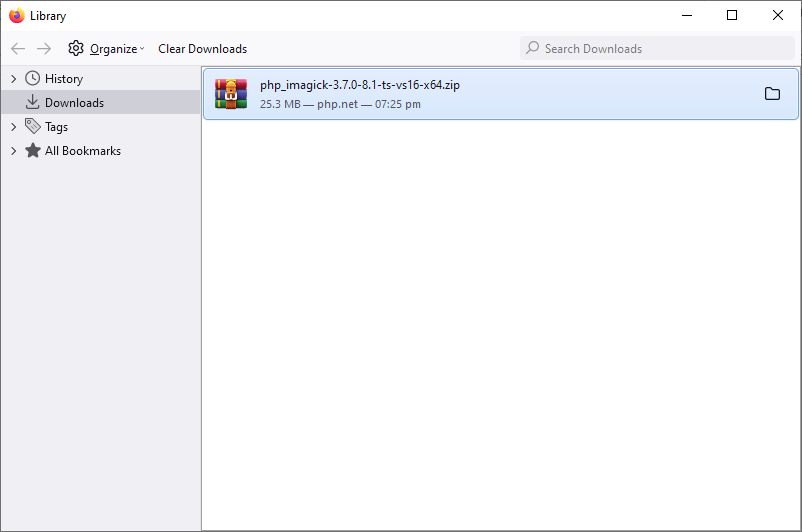 Library
Organize
Clear Downloads
Search Downloads
History
Downloads
Tags
All Bookmarks
php_imagick-3.7.0-8.1-ts-vs16-x64.zip
25.3 MB — php.net — 07:25 pm